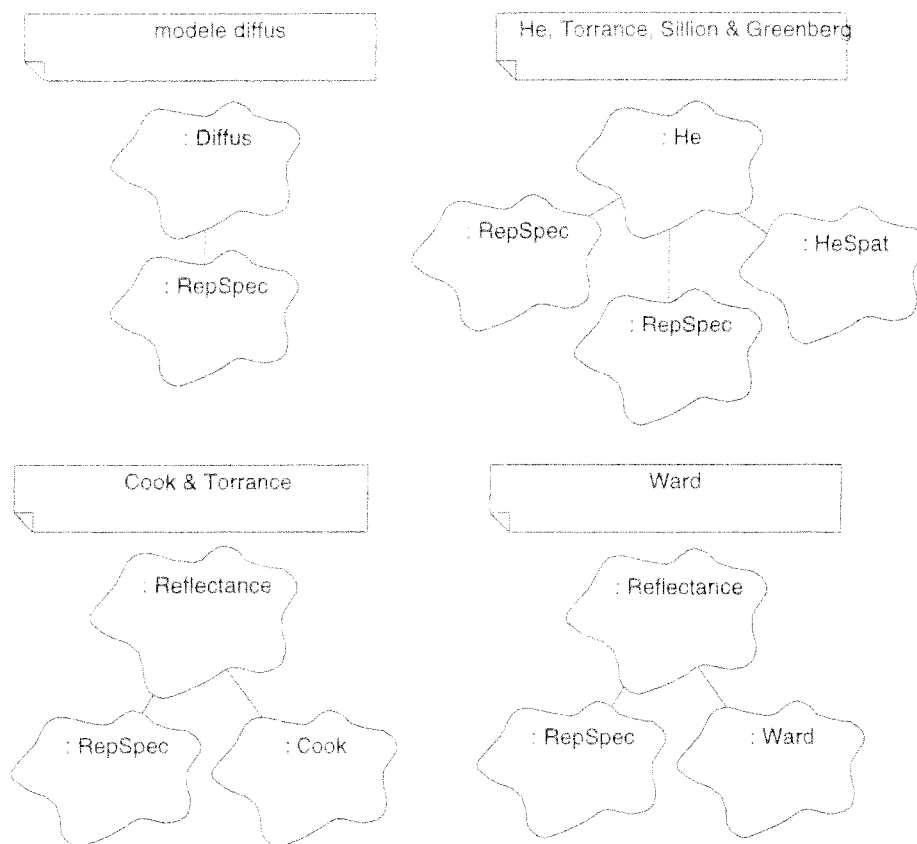 modele diffus
He, Torrance, Sillion & Greenberg
: Diffus
: He
: RepSpec
: HeSpat
: RepSpec
: RepSpec
Cook & Torrance
Ward
: Reflectance
: Reflectance
: RepSpec
: Cook
: RepSpec
: Ward